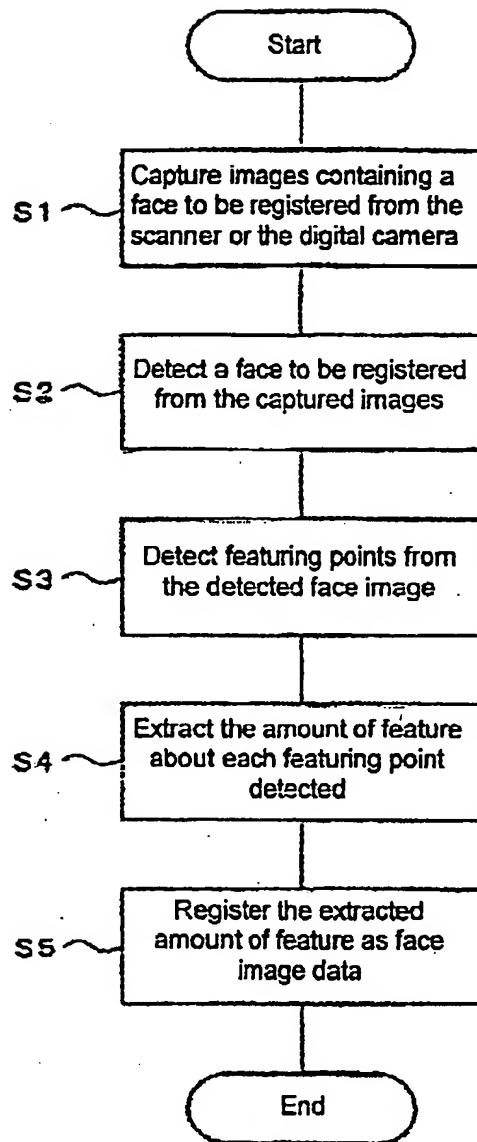 Start
S1
Capture images containing a
face to be registered from the
scanner or the digital camera
S2
Detect a face to be registered
from the captured images
S3
Detect featuring points from
the detected face image
S4
Extract the amount of feature
about each featuring point
detected
S5
Register the extracted
amount of feature as face
image data
End